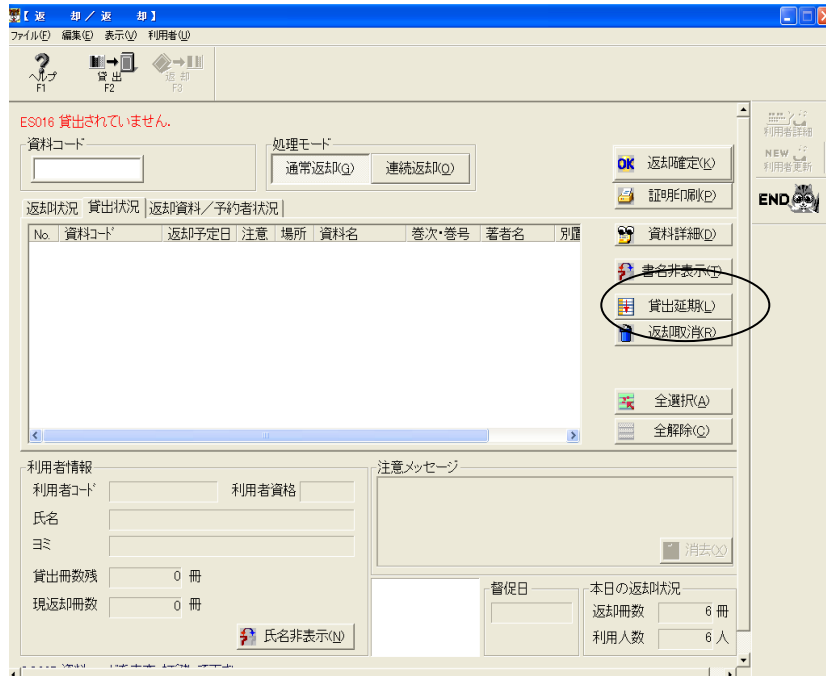 【 返 却 ／ 返 却 】
ファイル(F) 編集(E) 表示(V) 利用者(U)
ヘルプ 貸出 返却
F1 F2 F3
ES016 貸出されていません.
資料コード 処理モード
通常返却(G) 連続返却(O)
返却確定(K)
証明印刷(P)
返却状況 貸出状況 返却資料／予約者状況
No. 資料コード 返却予定日 注意 場所 資料名 巻次・巻号 著者名 別置
資料詳細(D)
書名非表示(T)
貸出延期(L)
返却取消(R)
全選択(A)
全解除(C)
利用者詳細
NEW
利用者更新
END
利用者情報
利用者コード 利用者資格
氏名
ヨミ
貸出冊数残 0 冊
現返却冊数 0 冊
氏名非表示(N)
注意メッセージ
消去(X)
督促日
本日の返却状況
返却冊数 6 冊
利用人数 6 人